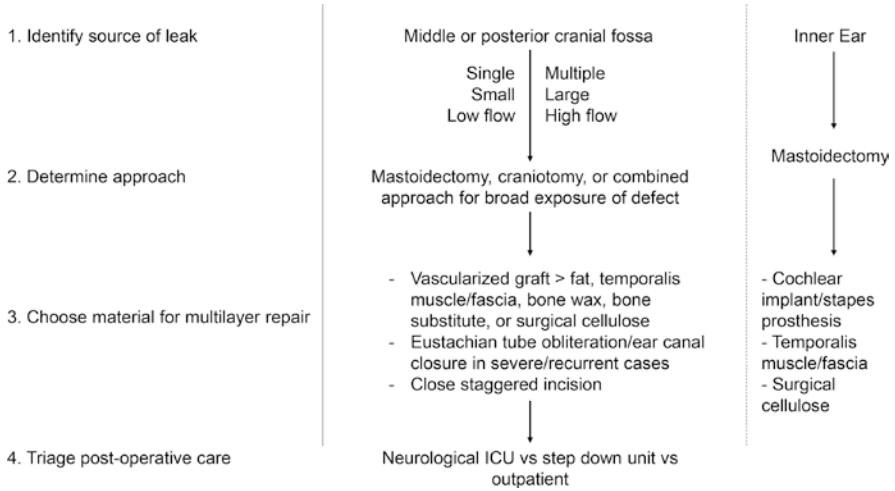 1. Identify source of leak
Middle or posterior cranial fossa
Inner Ear
Single
Small
Low flow
Multiple
Large
High flow
2. Determine approach
Mastoidectomy, craniotomy, or combined
approach for broad exposure of defect
Mastoidectomy
3. Choose material for multilayer repair
- Vascularized graft > fat, temporalis
muscle/fascia, bone wax, bone
substitute, or surgical cellulose
- Eustachian tube obliteration/ear canal
closure in severe/recurrent cases
- Close staggered incision
- Cochlear
implant/stapes
prosthesis
- Temporalis
muscle/fascia
- Surgical
cellulose
4. Triage post-operative care
Neurological ICU vs step down unit vs
outpatient